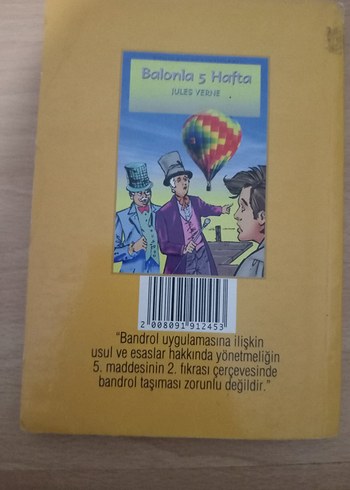 Balonla 5 Hafta
JULES VERNE
2 008091 912453
"Bandrol uygulamasına ilişkin
usul ve esaslar hakkında yönetmeliğin
5. maddesinin 2. fıkrası çerçevesinde
bandrol taşıması zorunlu değildir."